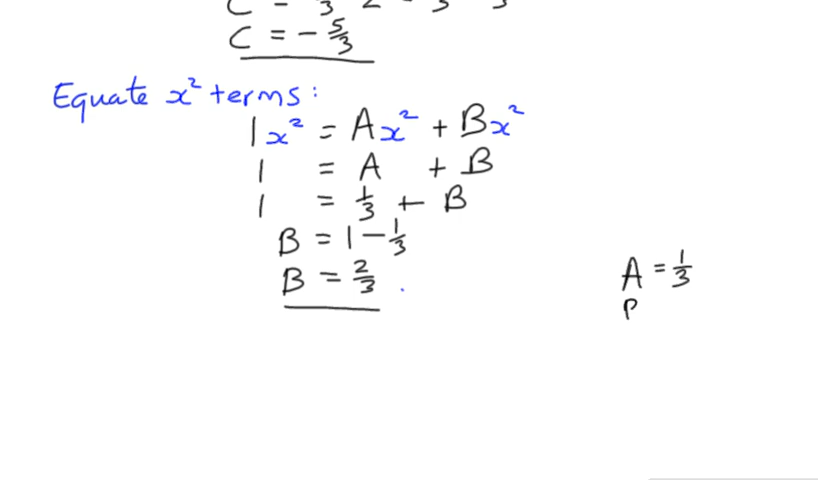 C = - 5/3
Equate x² terms:
1x² = Ax² + Bx²
1 = A + B
1 = 1/3 + B
B = 1 - 1/3
B = 2/3
A = 1/3